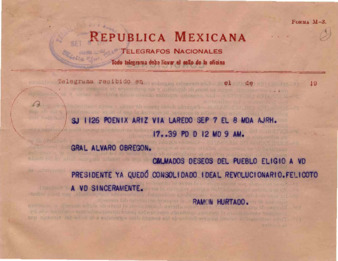 FORMA M-8.
REPUBLICA MEXICANA
TELEGRAFOS NACIONALES
Todo telegrama debe llevar el sello de la oficina
Telegrama recibido en el de 19
SJ 1126 POENIX ARIZ VIA LAREDO SEP 7 EL 8 MDA AJRH.
17..39 PD D 12 MD 9 AM.
GRAL ALVARO OBREGON.
COLMADOS DESEOS DEL PUEBLO ELIGIO A VD
PRESIDENTE YA QUEDÓ CONSOLIDADO IDEAL REVOLUCIONARIO.FELICOTO
A VD SINCERAMENTE.
RAMON HURTADO.